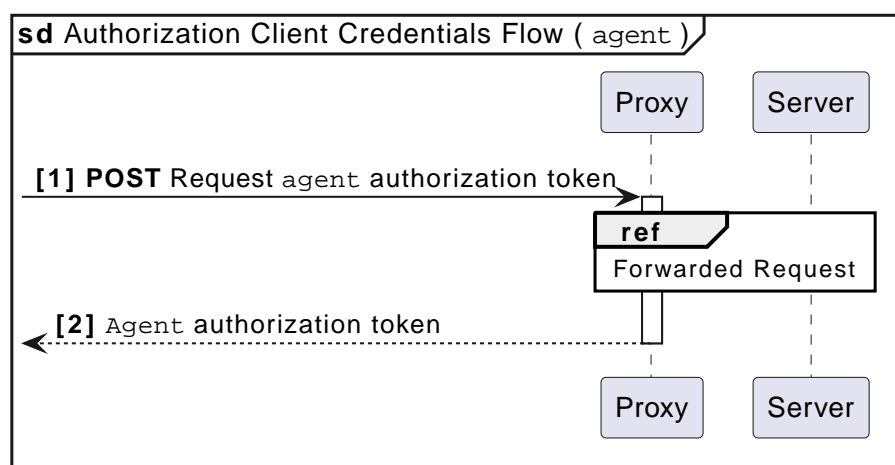 sd Authorization Client Credentials Flow ( agent )
Proxy Server
[1] POST Request agent authorization token
ref
Forwarded Request
[2] Agent authorization token
Proxy Server